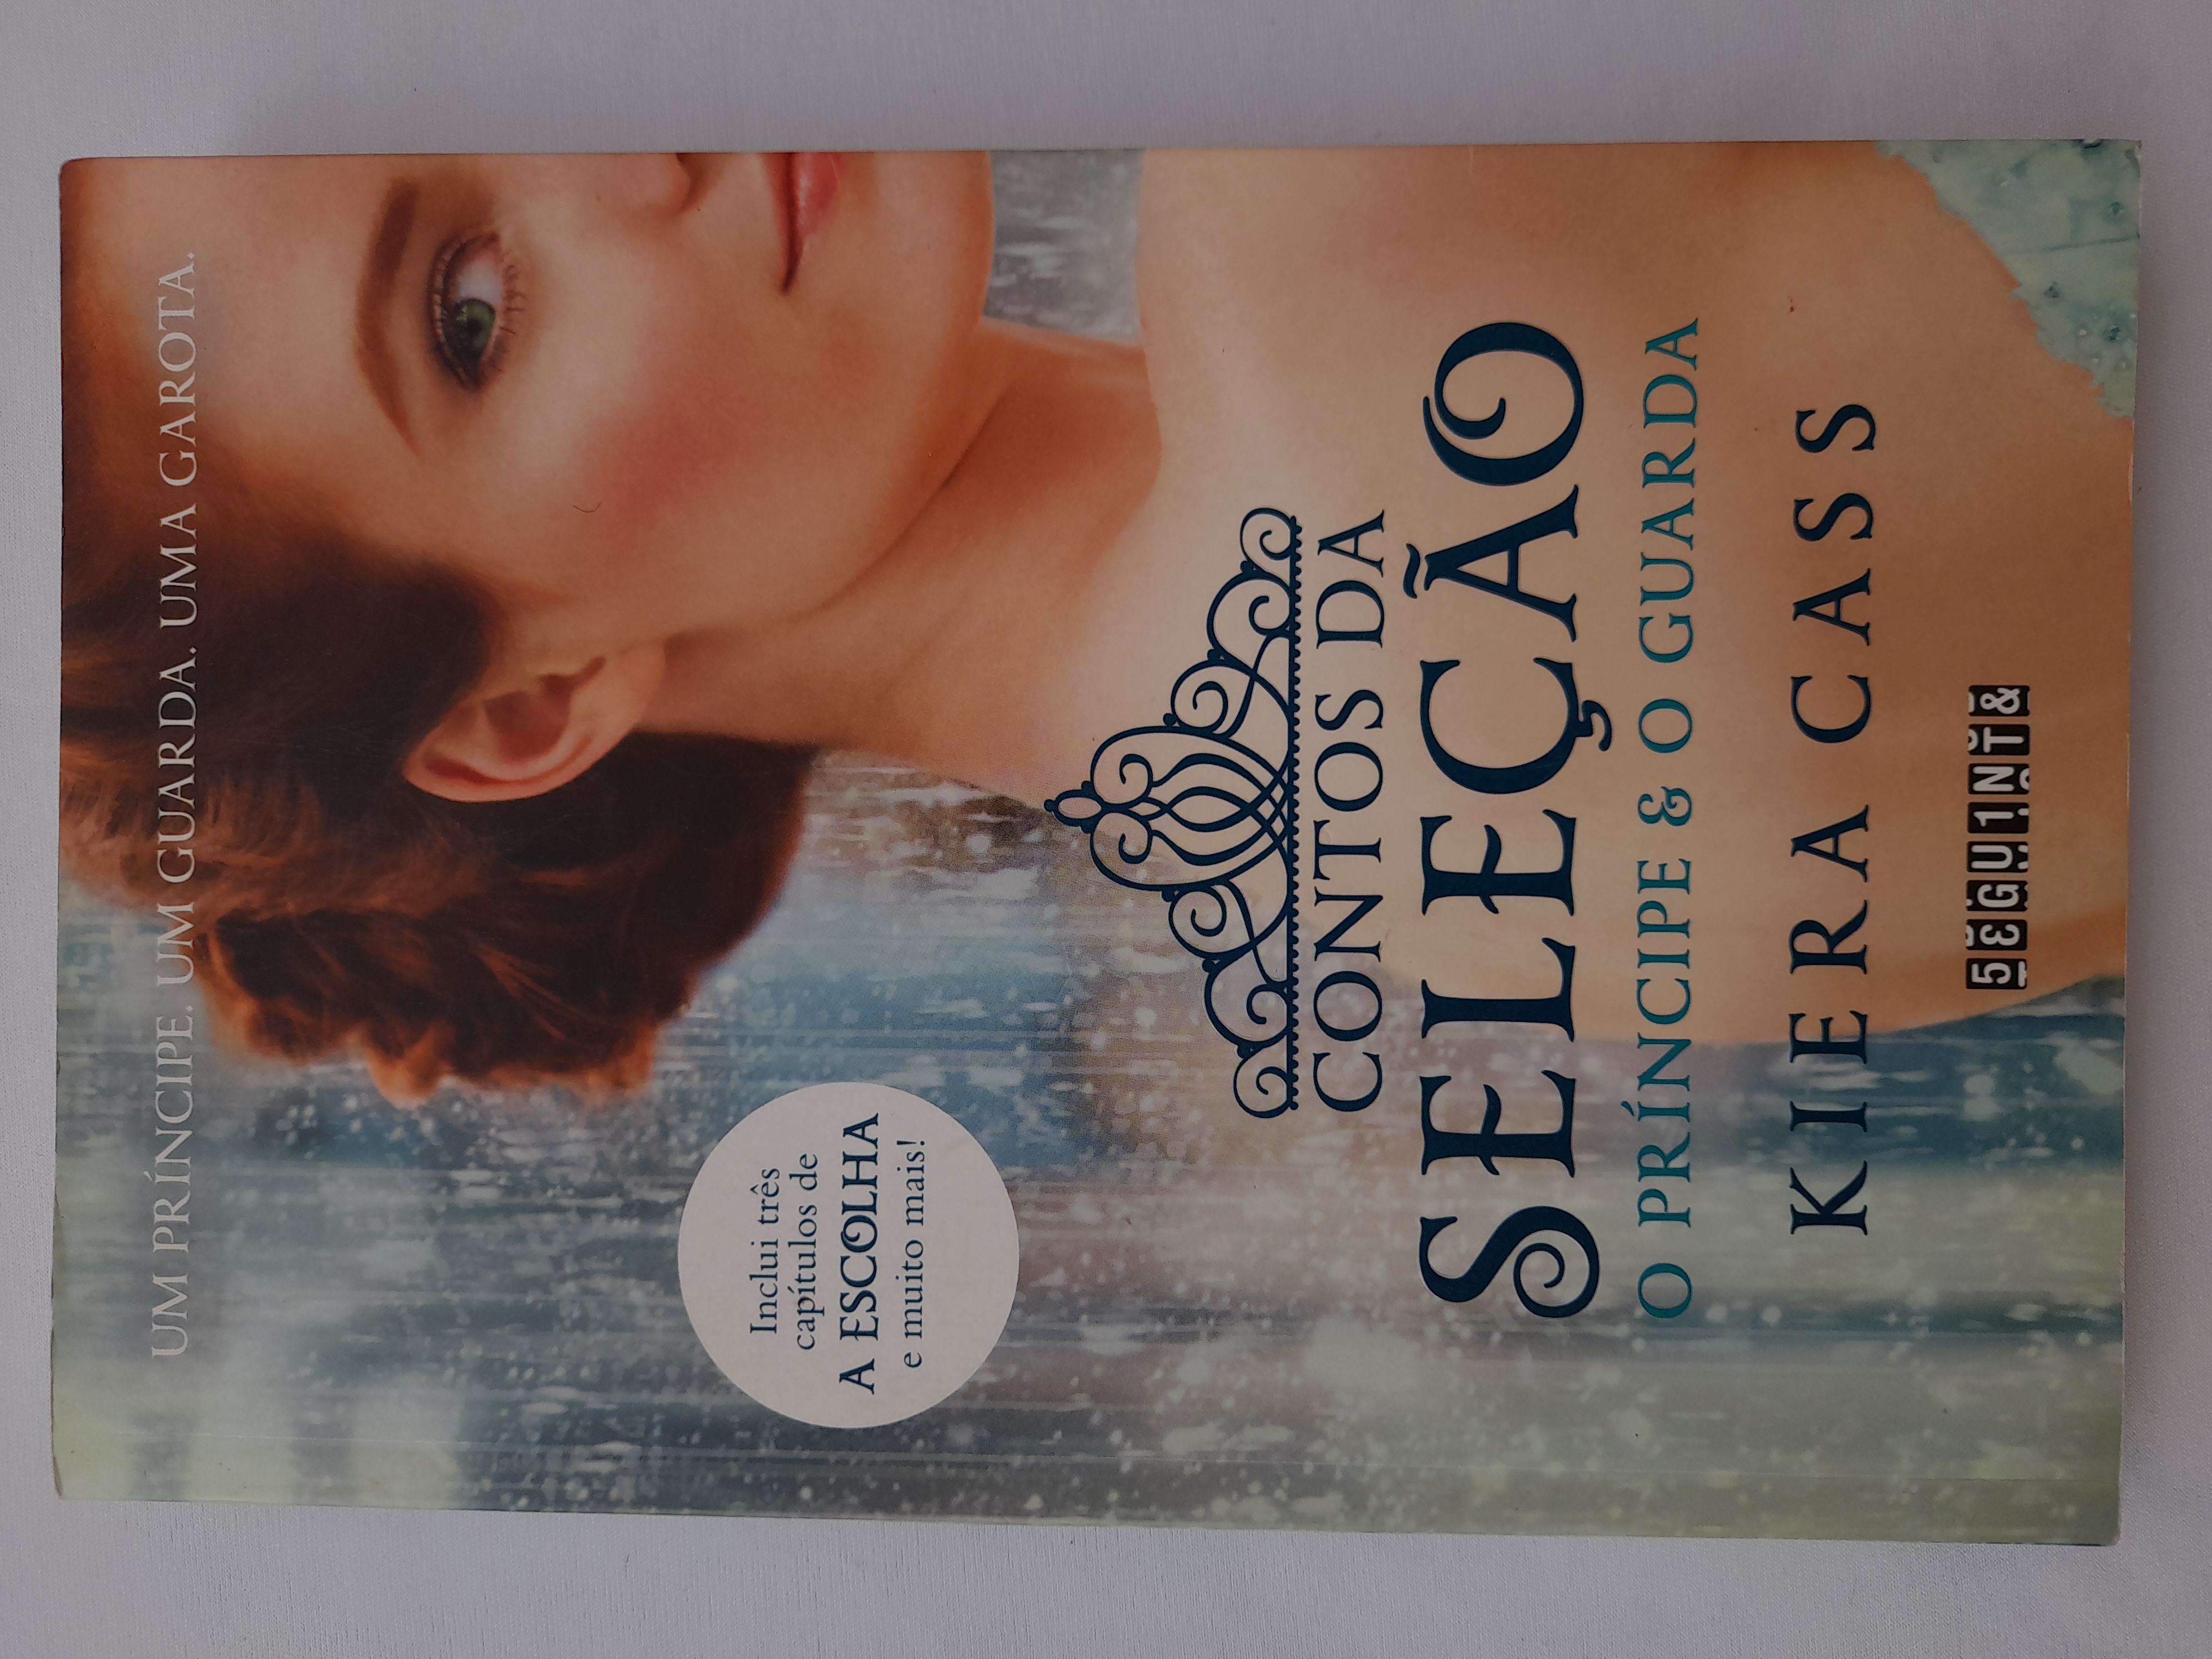 UM PRÍNCIPE. UM GUARDA. UMA GAROTA.
Inclui três
capítulos de
A ESCOLHA
e muito mais!
CONTOS DA
SELEÇÃO
O PRÍNCIPE & O GUARDA
KIERA CASS
5EGU1NT&